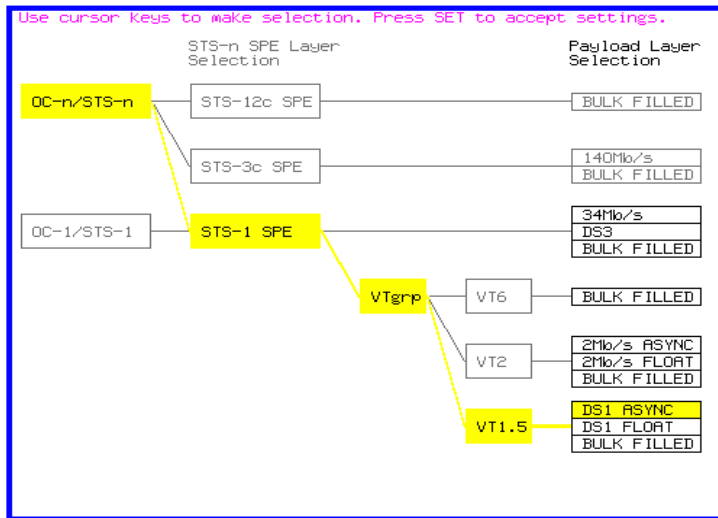 Use cursor Keys to make selection. Press SET to accept settings.
STS-n SPE Layer
Selection
Payload Layer
Selection
OC-n/STS-n
STS-12c SPE
BULK FILLED
STS-3c SPE
140Mb/s
BULK FILLED
OC-1/STS-1
STS-1 SPE
34Mb/s
DS3
BULK FILLED
VTgrp
VT6
BULK FILLED
VT2
2Mb/s ASYNC
2Mb/s FLOAT
BULK FILLED
VT1.5
DS1 ASYNC
DS1 FLOAT
BULK FILLED